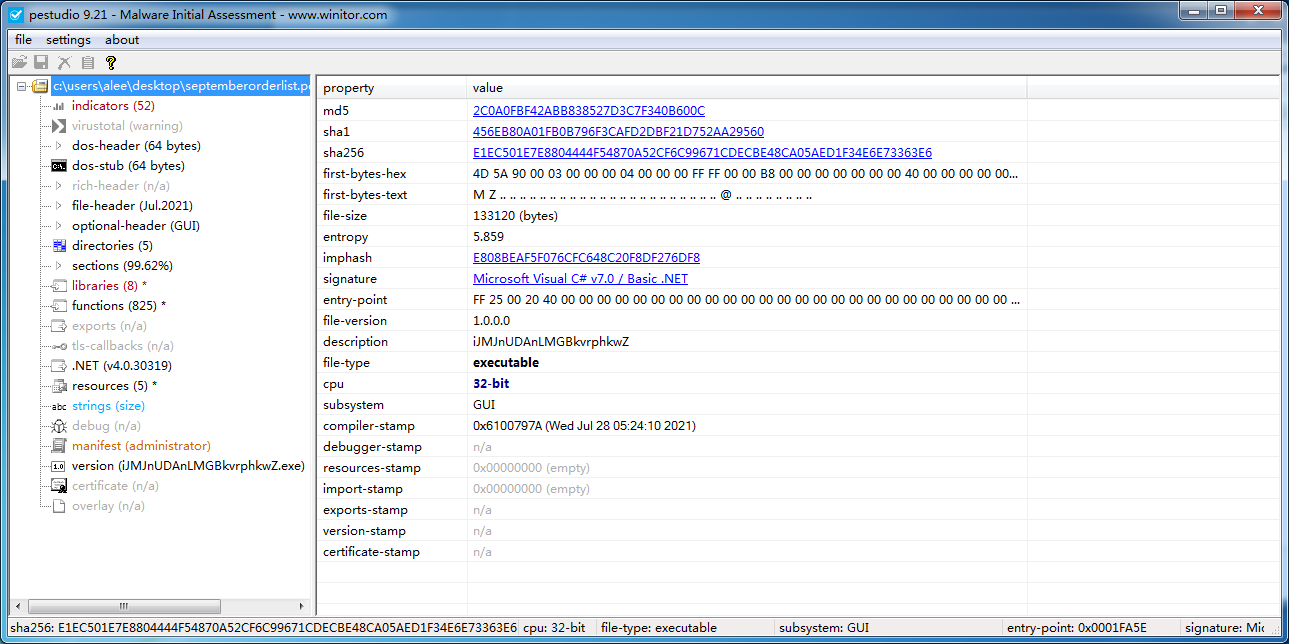 pestudio 9.21 - Malware Initial Assessment - www.winitor.com
file settings about
c:\users\alee\desktop\septemberorderlist.pe
indicators (52)
virustotal (warning)
dos-header (64 bytes)
dos-stub (64 bytes)
rich-header (n/a)
file-header (Jul.2021)
optional-header (GUI)
directories (5)
sections (99.62%)
libraries (8) *
functions (825) *
exports (n/a)
tls-callbacks (n/a)
.NET (v4.0.30319)
resources (5) *
abc strings (size)
debug (n/a)
manifest (administrator)
1.0 version (iJMJnUDAnLMGBkvrphkwZ.exe)
certificate (n/a)
overlay (n/a)
property value
md5 2C0A0FBF42ABB838527D3C7F340B600C
sha1 456EB80A01FB0B796F3CAFD2DBF21D752AA29560
sha256 E1EC501E7E8804444F54870A52CF6C99671CDECBE48CA05AED1F34E6E73363E6
first-bytes-hex 4D 5A 90 00 03 00 00 00 04 00 00 00 FF FF 00 00 B8 00 00 00 00 00 00 00 40 00 00 00 00 00...
first-bytes-text M Z .. .. .. .. .. .. .. .. .. .. .. .. .. .. .. .. .. .. .. .. .. .. @ .. .. .. .. .. .. .. ..
file-size 133120 (bytes)
entropy 5.859
imphash E808BEAF5F076CFC648C20F8DF276DF8
signature Microsoft Visual C# v7.0 / Basic .NET
entry-point FF 25 00 20 40 00 00 00 00 00 00 00 00 00 00 00 00 00 00 00 00 00 00 00 00 00 00 00 00 00 ...
file-version 1.0.0.0
description iJMJnUDAnLMGBkvrphkwZ
file-type executable
cpu 32-bit
subsystem GUI
compiler-stamp 0x6100797A (Wed Jul 28 05:24:10 2021)
debugger-stamp n/a
resources-stamp 0x00000000 (empty)
import-stamp 0x00000000 (empty)
exports-stamp n/a
version-stamp n/a
certificate-stamp n/a
sha256: E1EC501E7E8804444F54870A52CF6C99671CDECBE48CA05AED1F34E6E73363E6 cpu: 32-bit file-type: executable subsystem: GUI entry-point: 0x0001FA5E signature: Mic